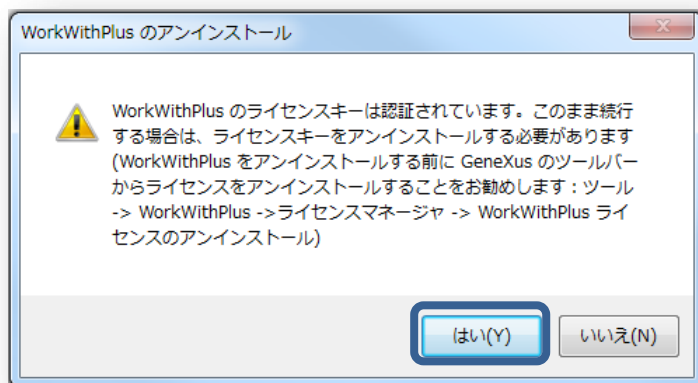 WorkWithPlus のアンインストール
WorkWithPlus のライセンスキーは認証されています。このまま続行
する場合は、ライセンスキーをアンインストールする必要があります
(WorkWithPlus をアンインストールする前に GeneXus のツールバー
からライセンスをアンインストールすることをお勧めします：ツール
-> WorkWithPlus ->ライセンスマネージャ -> WorkWithPlus ライ
センスのアンインストール)
はい(Y)
いいえ(N)